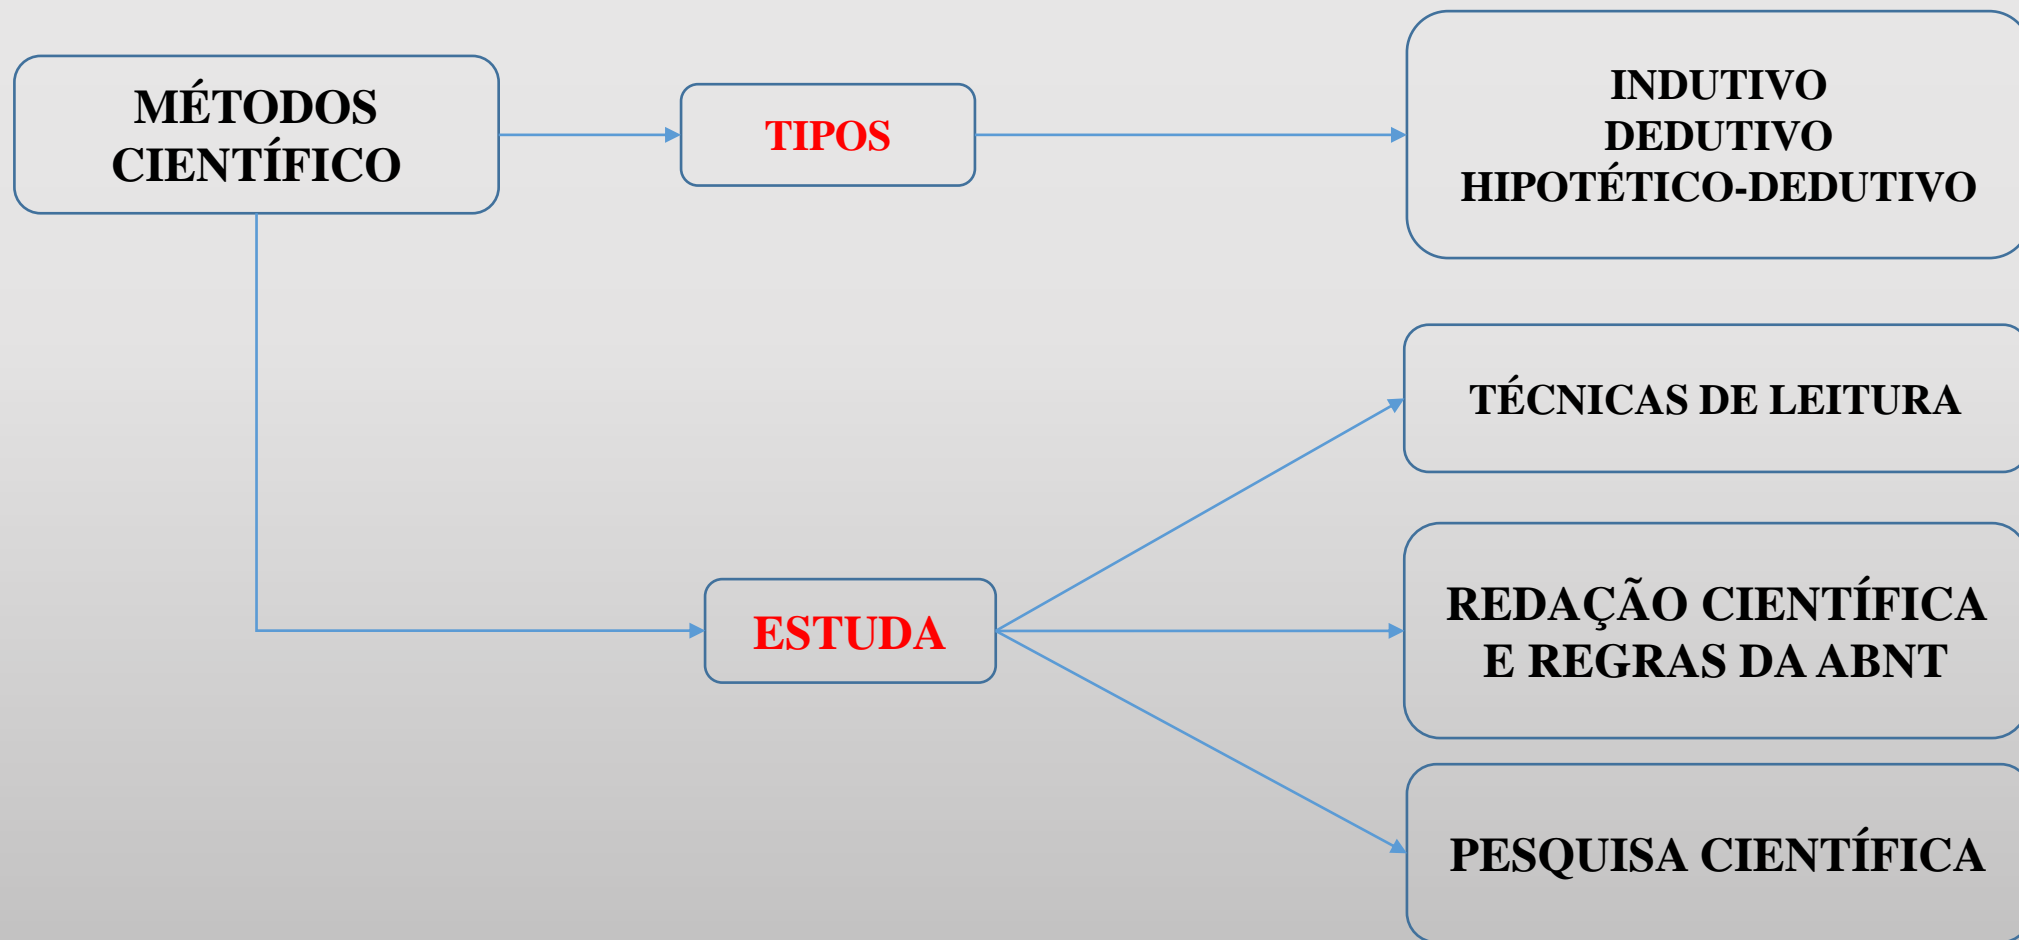 MÉTODOS
CIENTÍFICO
TIPOS
INDUTIVO
DEDUTIVO
HIPOTÉTICO-DEDUTIVO
TÉCNICAS DE LEITURA
ESTUDA
REDAÇÃO CIENTÍFICA
E REGRAS DA ABNT
PESQUISA CIENTÍFICA